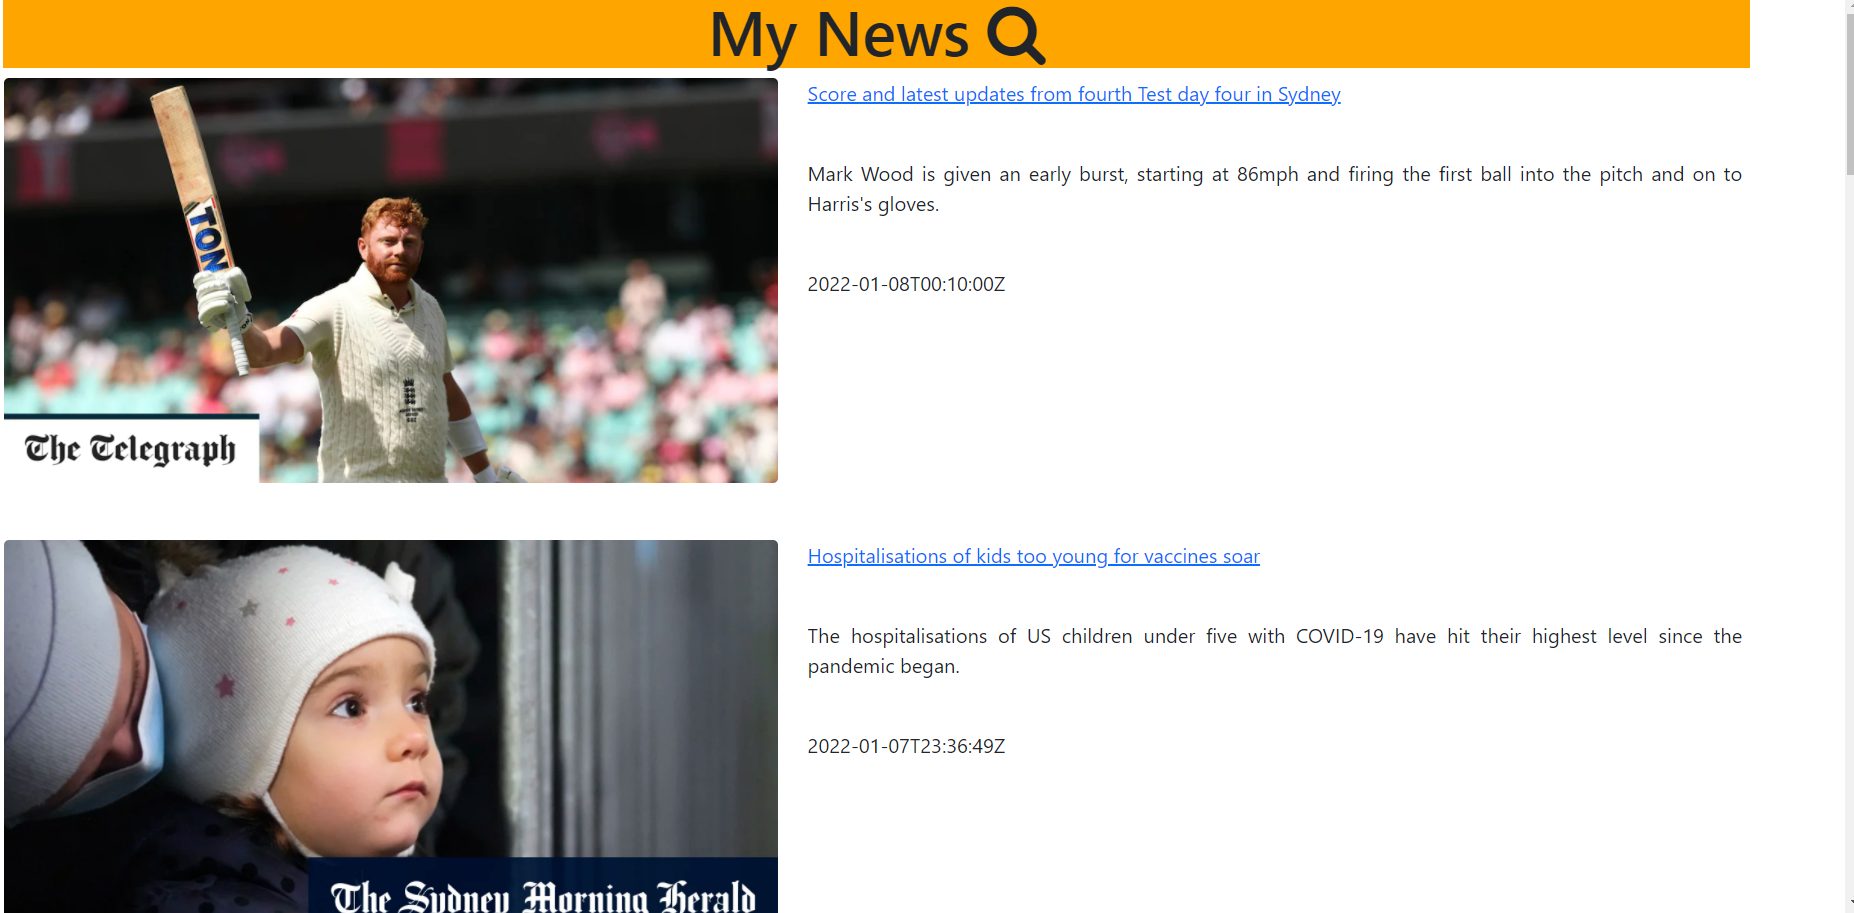 My News
Score and latest updates from fourth Test day four in Sydney
Mark Wood is given an early burst, starting at 86mph and firing the first ball into the pitch and on to
Harris's gloves.
2022-01-08T00:10:00Z
TON
The Telegraph
Hospitalisations of kids too young for vaccines soar
The hospitalisations of US children under five with COVID-19 have hit their highest level since the
pandemic began.
2022-01-07T23:36:49Z
The Sydney Morning Herald